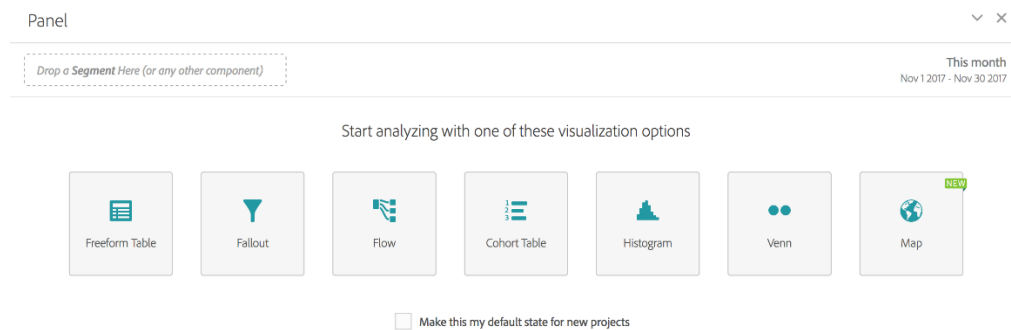 Panel
Drop a Segment Here (or any other component)
This month
Nov 1 2017 - Nov 30 2017
Start analyzing with one of these visualization options
NEW
1
2
3
Freeform Table
Fallout
Flow
Cohort Table
Histogram
Venn
Map
Make this my default state for new projects